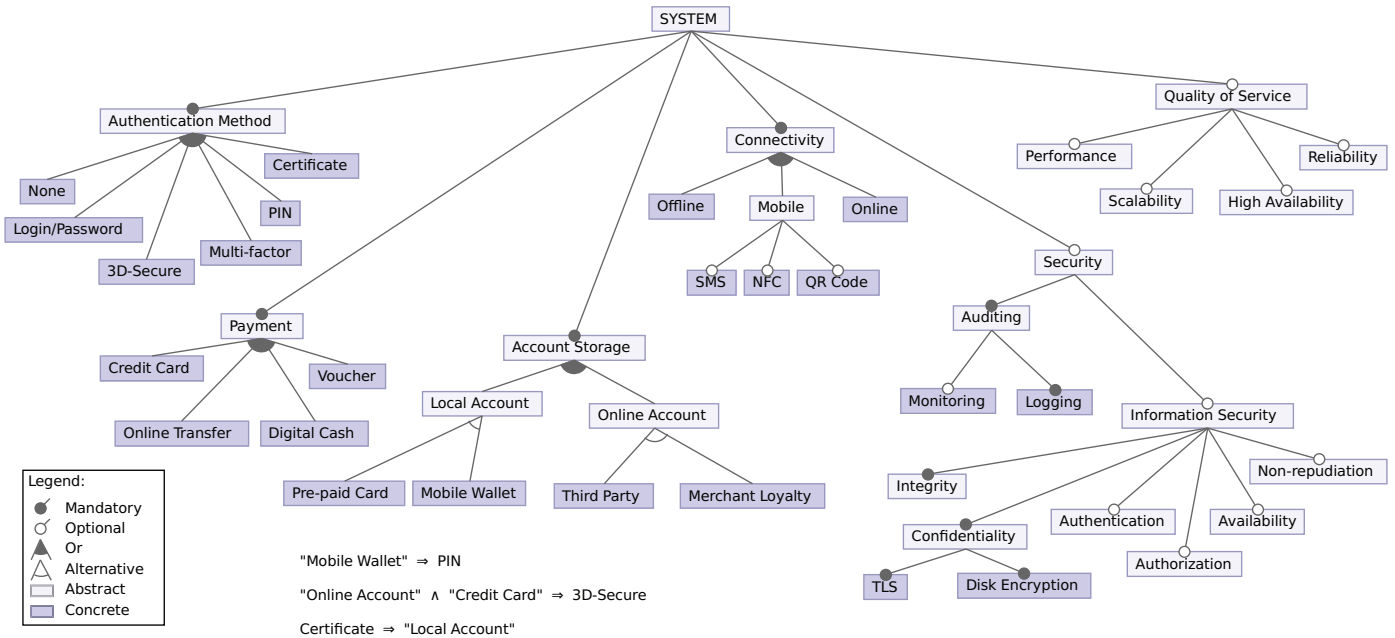 SYSTEM
Quality of Service
Authentication Method
Connectivity
Performance
Reliability
Certificate
None
Scalability
High Availability
Offline
Mobile
Online
PIN
Login/Password
Multi-factor
3D-Secure
Security
SMS
NFC
QR Code
Auditing
Payment
Account Storage
Credit Card
Voucher
Monitoring
Logging
Local Account
Online Account
Information Security
Online Transfer
Digital Cash
Non-repudiation
Integrity
Pre-paid Card
Mobile Wallet
Third Party
Merchant Loyalty
Authentication
Availability
Confidentiality
Authorization
TLS
Disk Encryption
Legend:
Mandatory
Optional
Or
Alternative
Abstract
Concrete
"Mobile Wallet" ⇒ PIN
"Online Account" ∧ "Credit Card" ⇒ 3D-Secure
Certificate ⇒ "Local Account"